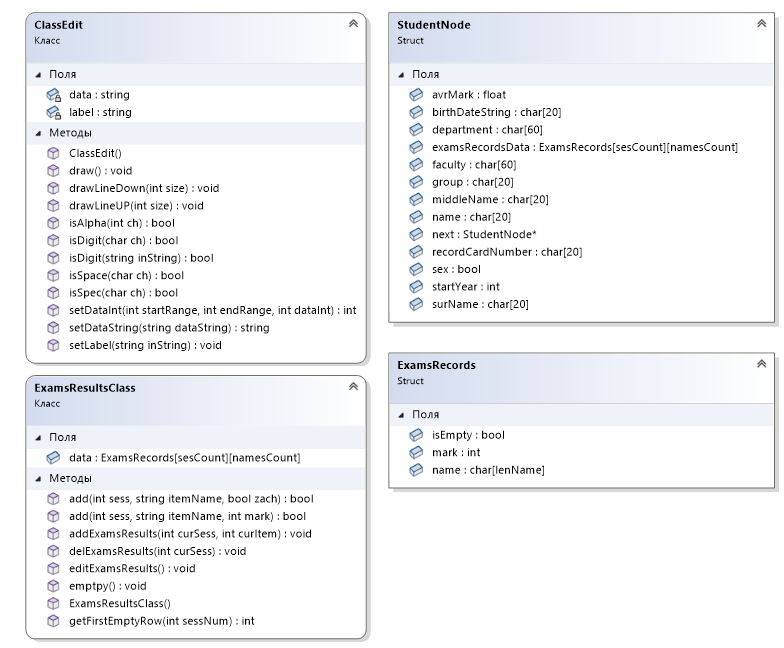 ClassEdit
Класс
Поля
data : string
label : string
Методы
ClassEdit()
draw() : void
drawLineDown(int size) : void
drawLineUP(int size) : void
isAlpha(int ch) : bool
isDigit(char ch) : bool
isDigit(string inString) : bool
isSpace(char ch) : bool
isSpec(char ch) : bool
setDataInt(int startRange, int endRange, int dataInt) : int
setDataString(string dataString) : string
setLabel(string inString) : void
ExamsResultsClass
Класс
Поля
data : ExamsRecords[sesCount][namesCount]
Методы
add(int sess, string itemName, bool zach) : bool
add(int sess, string itemName, int mark) : bool
addExamsResults(int curSess, int curItem) : void
delExamsResults(int curSess) : void
editExamsResults() : void
emptpy() : void
ExamsResultsClass()
getFirstEmptyRow(int sessNum) : int
StudentNode
Struct
Поля
avrMark : float
birthDateString : char[20]
department : char[60]
examsRecordsData : ExamsRecords[sesCount][namesCount]
faculty : char[60]
group : char[20]
middleName : char[20]
name : char[20]
next : StudentNode*
recordCardNumber : char[20]
sex : bool
startYear : int
surName : char[20]
ExamsRecords
Struct
Поля
isEmpty : bool
mark : int
name : char[lenName]